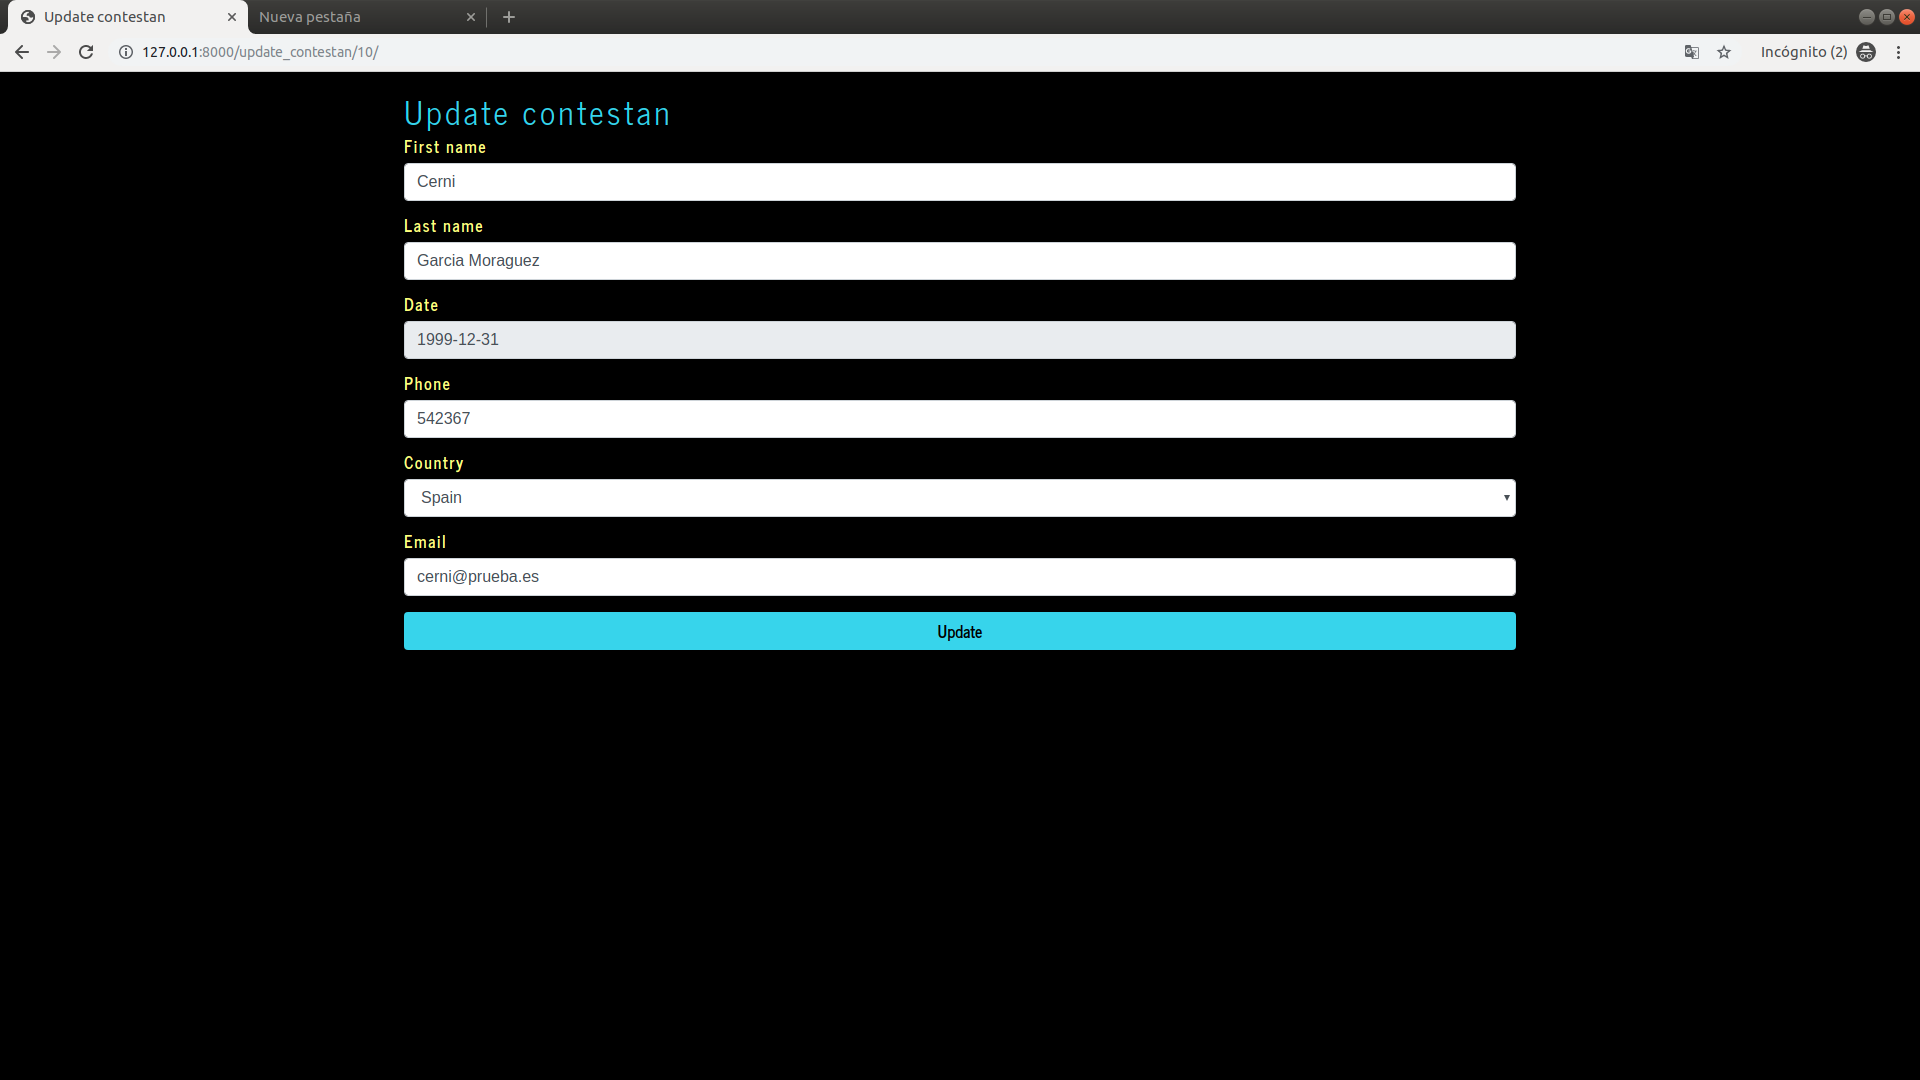 Update contestan
Nueva pestaña
127.0.0.1:8000/update_contestan/10/
Incógnito (2)
Update contestan
First name
Cerni
Last name
Garcia Moraguez
Date
1999-12-31
Phone
542367
Country
Spain
Email
cerni@prueba.es
Update